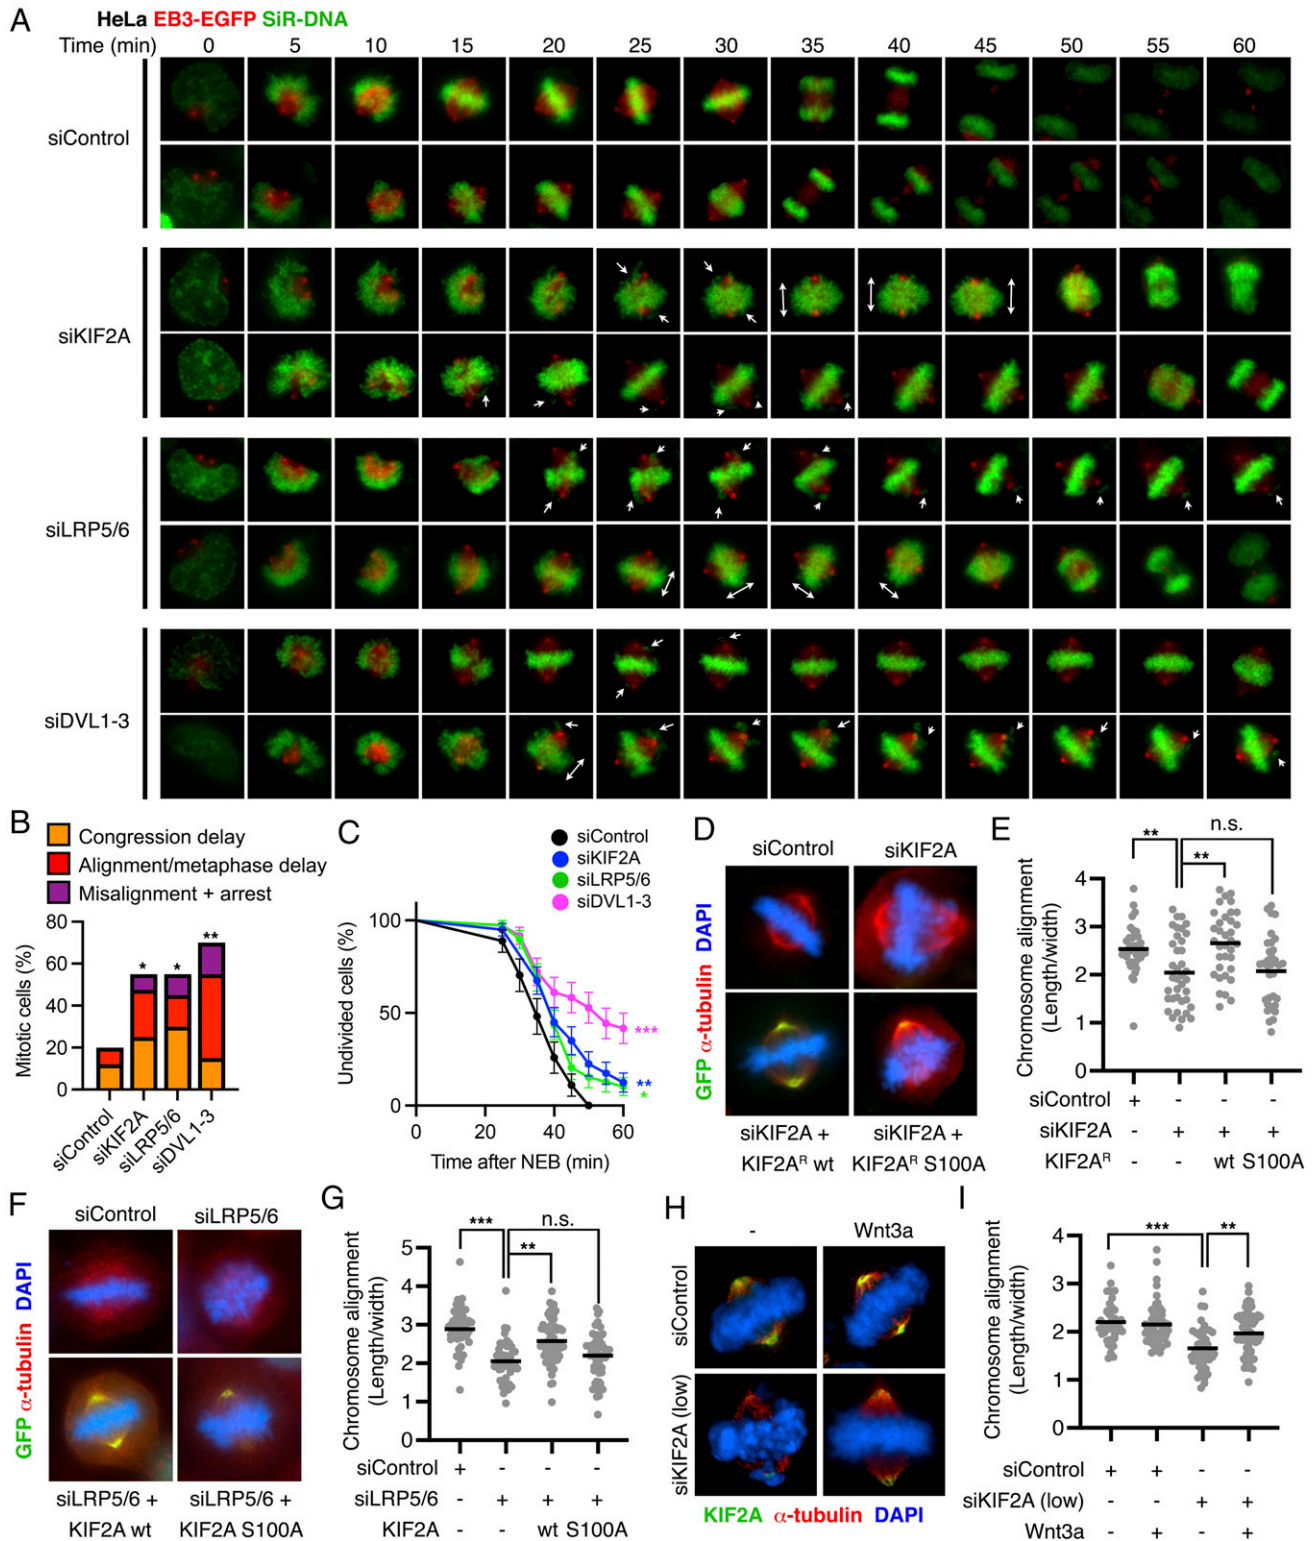 A
HeLa EB3-EGFP SiR-DNA
Time (min) 0 5 10 15 20 25 30 35 40 45 50 55 60
siControl
siKIF2A
siLRP5/6
siDVL1-3
B
Congression delay
Alignment/metaphase delay
Misalignment + arrest
Mitotic cells (%)
80
60
40
20
0
* * **
siControl
siKIF2A
siLRP5/6
siDVL1-3
C
siControl
siKIF2A
siLRP5/6
siDVL1-3
Undivided cells (%)
100
50
0
***
**
*
0 20 40 60
Time after NEB (min)
D
siControl siKIF2A
GFP α-tubulin DAPI
siKIF2A + siKIF2A +
KIF2Aᴿ wt KIF2Aᴿ S100A
E
n.s.
** **
Chromosome alignment
(Length/width)
4
3
2
1
0
siControl + - - -
siKIF2A - + + +
KIF2Aᴿ - - wt S100A
F
siControl siLRP5/6
GFP α-tubulin DAPI
siLRP5/6 + siLRP5/6 +
KIF2A wt KIF2A S100A
G
*** n.s.
**
Chromosome alignment
(Length/width)
5
4
3
2
1
0
siControl + - - -
siLRP5/6 - + + +
KIF2A - - wt S100A
H
- Wnt3a
siControl
siKIF2A (low)
KIF2A α-tubulin DAPI
I
*** **
Chromosome alignment
(Length/width)
4
3
2
1
0
siControl + + - -
siKIF2A (low) - - + +
Wnt3a - + - +